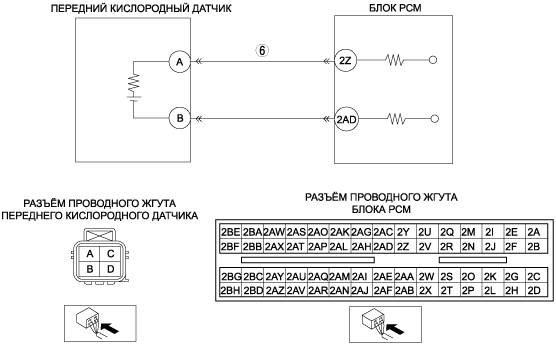 ПЕРЕДНИЙ КИСЛОРОДНЫЙ ДАТЧИК
БЛОК PCM
A
6
2Z
B
2AD
РАЗЪЁМ ПРОВОДНОГО ЖГУТА
ПЕРЕДНЕГО КИСЛОРОДНОГО ДАТЧИКА
A C
B D
РАЗЪЁМ ПРОВОДНОГО ЖГУТА
БЛОКА PCM
2BE 2BA 2AW 2AS 2AO 2AK 2AG 2AC 2Y 2U 2Q 2M 2I 2E 2A
2BF 2BB 2AX 2AT 2AP 2AL 2AH 2AD 2Z 2V 2R 2N 2J 2F 2B
2BG 2BC 2AY 2AU 2AQ 2AM 2AI 2AE 2AA 2W 2S 2O 2K 2G 2C
2BH 2BD 2AZ 2AV 2AR 2AN 2AJ 2AF 2AB 2X 2T 2P 2L 2H 2D